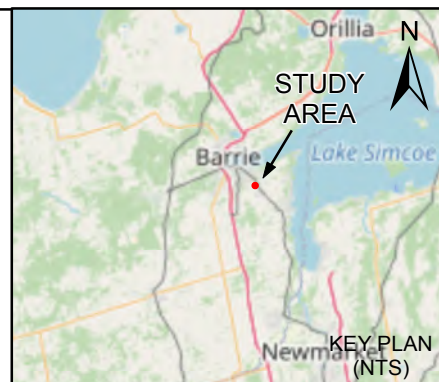 Orillia
N
STUDY
AREA
Barrie
Lake Simcoe
KEY PLAN
Newmarket
(NTS)